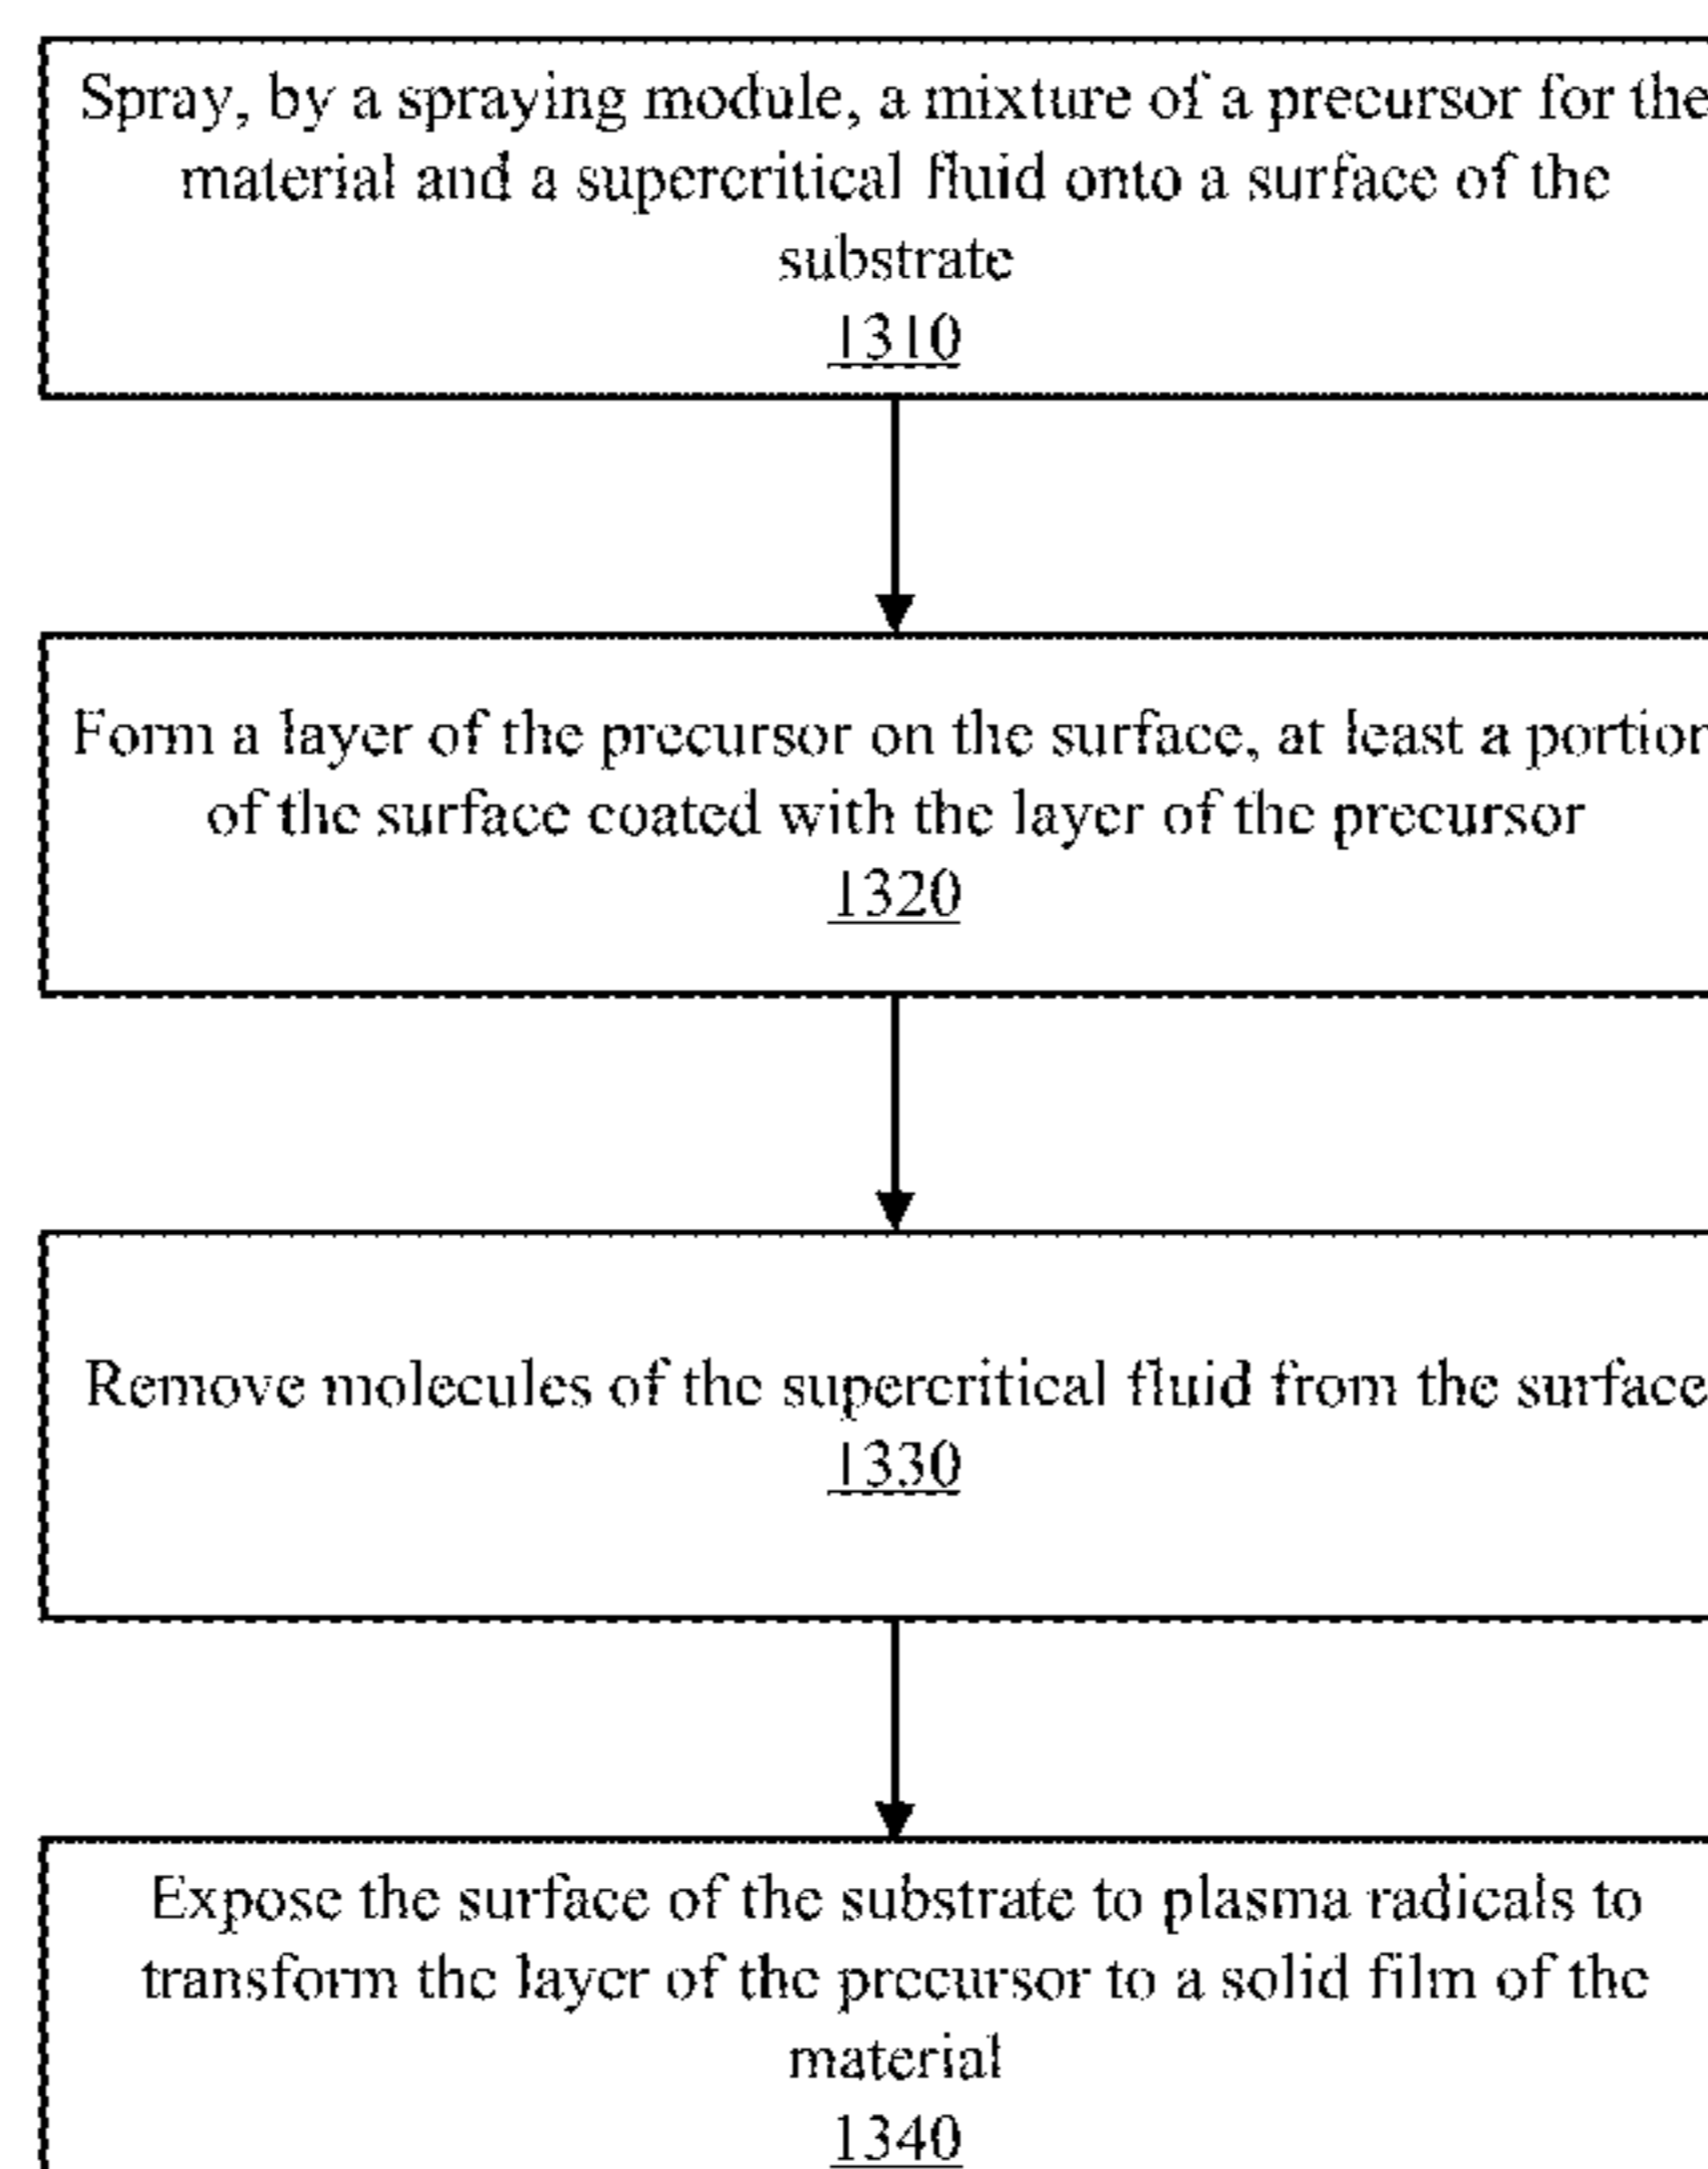 Spray, by a spraying module, a mixture of a precursor for the
material and a supercritical fluid onto a surface of the
substrate
1310
Form a layer of the precursor on the surface, at least a portion
of the surface coated with the layer of the precursor
1320
Remove molecules of the supercritical fluid from the surface
1330
Expose the surface of the substrate to plasma radicals to
transform the layer of the precursor to a solid film of the
material
1340